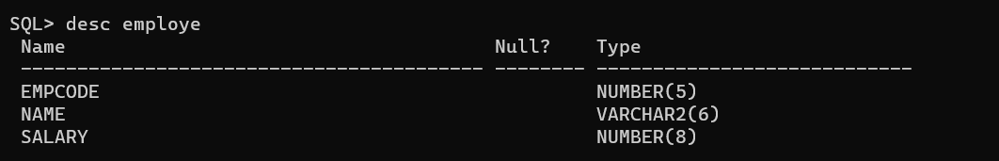 SQL> desc employe
Name Null? Type
----------------------------------------- -------- ----------------------------
EMPCODE NUMBER(5)
NAME VARCHAR2(6)
SALARY NUMBER(8)